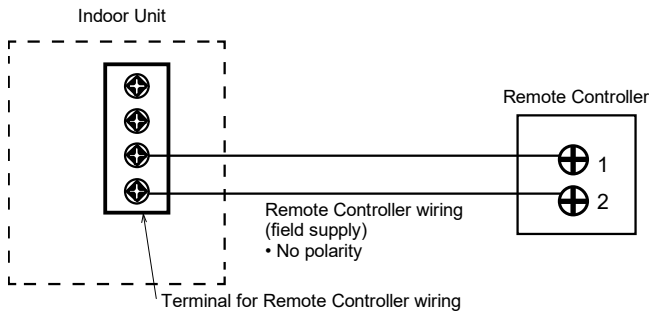 Indoor Unit
Remote Controller
1
2
Remote Controller wiring
(field supply)
• No polarity
Terminal for Remote Controller wiring